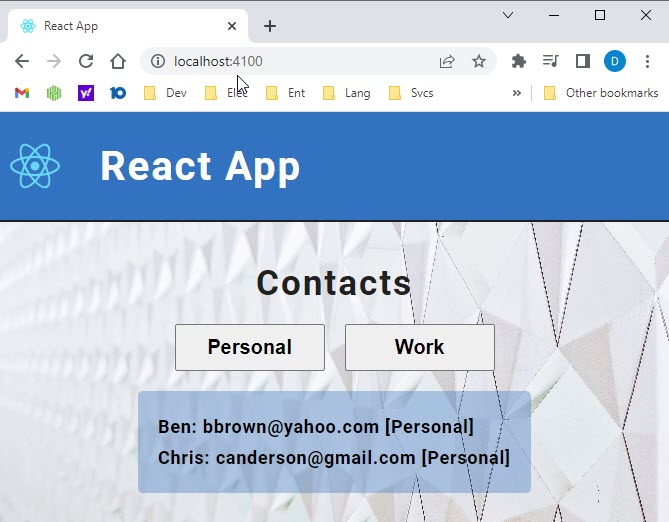 React App
localhost:4100
Dev Elec Ent Lang Svcs » Other bookmarks
D
React App
Contacts
Personal Work
Ben: bbrown@yahoo.com [Personal]
Chris: canderson@gmail.com [Personal]